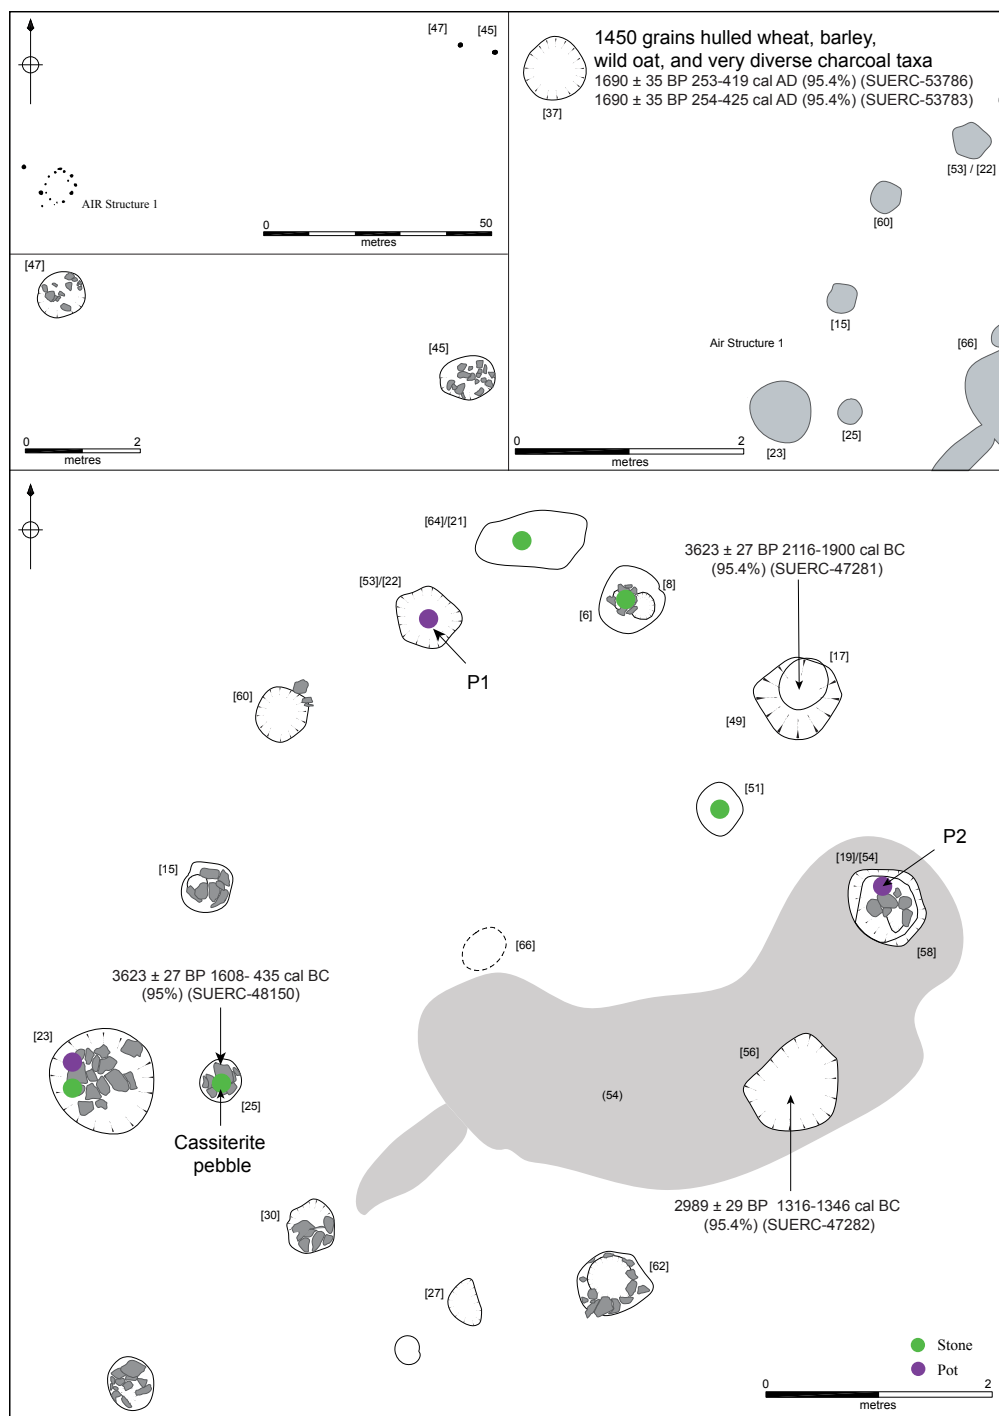 [47]
[45]
AIR Structure 1
0
50
metres
[47]
[45]
0
2
metres
1450 grains hulled wheat, barley,
wild oat, and very diverse charcoal taxa
1690 ± 35 BP 253-419 cal AD (95.4%) (SUERC-53786)
1690 ± 35 BP 254-425 cal AD (95.4%) (SUERC-53783)
[37]
[53] / [22]
[60]
[15]
Air Structure 1
[66]
[25]
[23]
0
2
metres
[64]/[21]
3623 ± 27 BP 2116-1900 cal BC
(95.4%) (SUERC-47281)
[53]/[22]
[8]
[6]
P1
[17]
[60]
[49]
[51]
P2
[15]
[19]/[54]
[66]
[58]
3623 ± 27 BP 1608- 435 cal BC
(95%) (SUERC-48150)
[23]
[56]
(54)
[25]
Cassiterite
pebble
2989 ± 29 BP 1316-1346 cal BC
(95.4%) (SUERC-47282)
[30]
[62]
[27]
Stone
Pot
0
2
metres